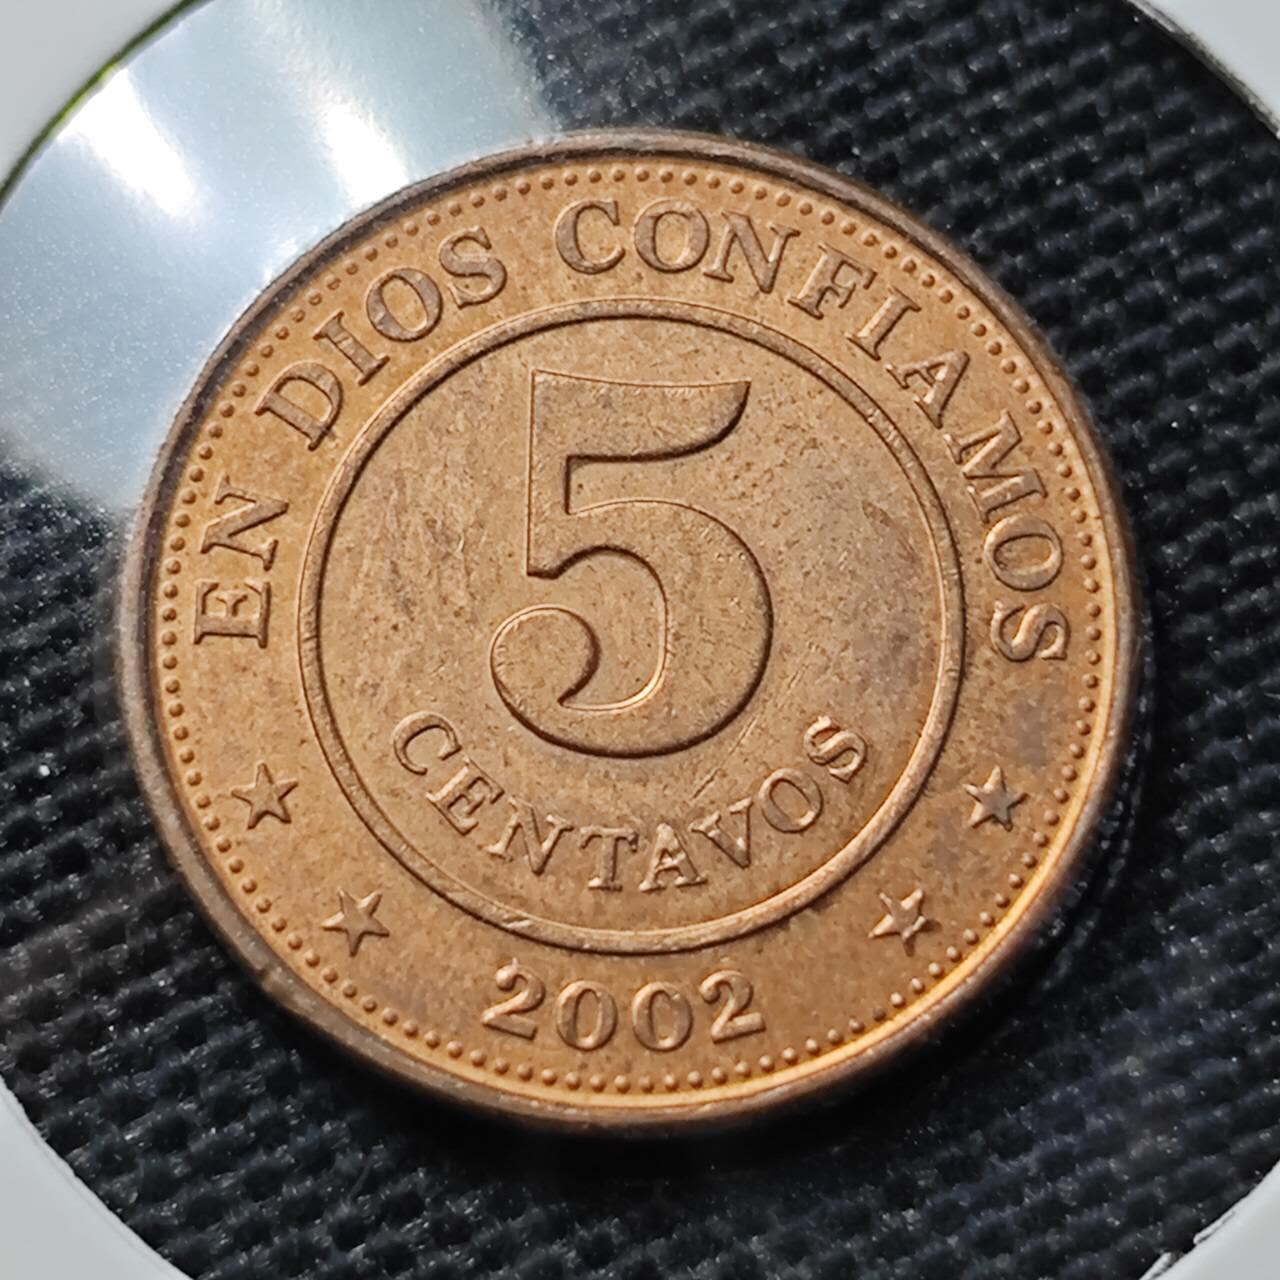 EN DIOS CONFIAMOS
5
CENTAVOS
2002